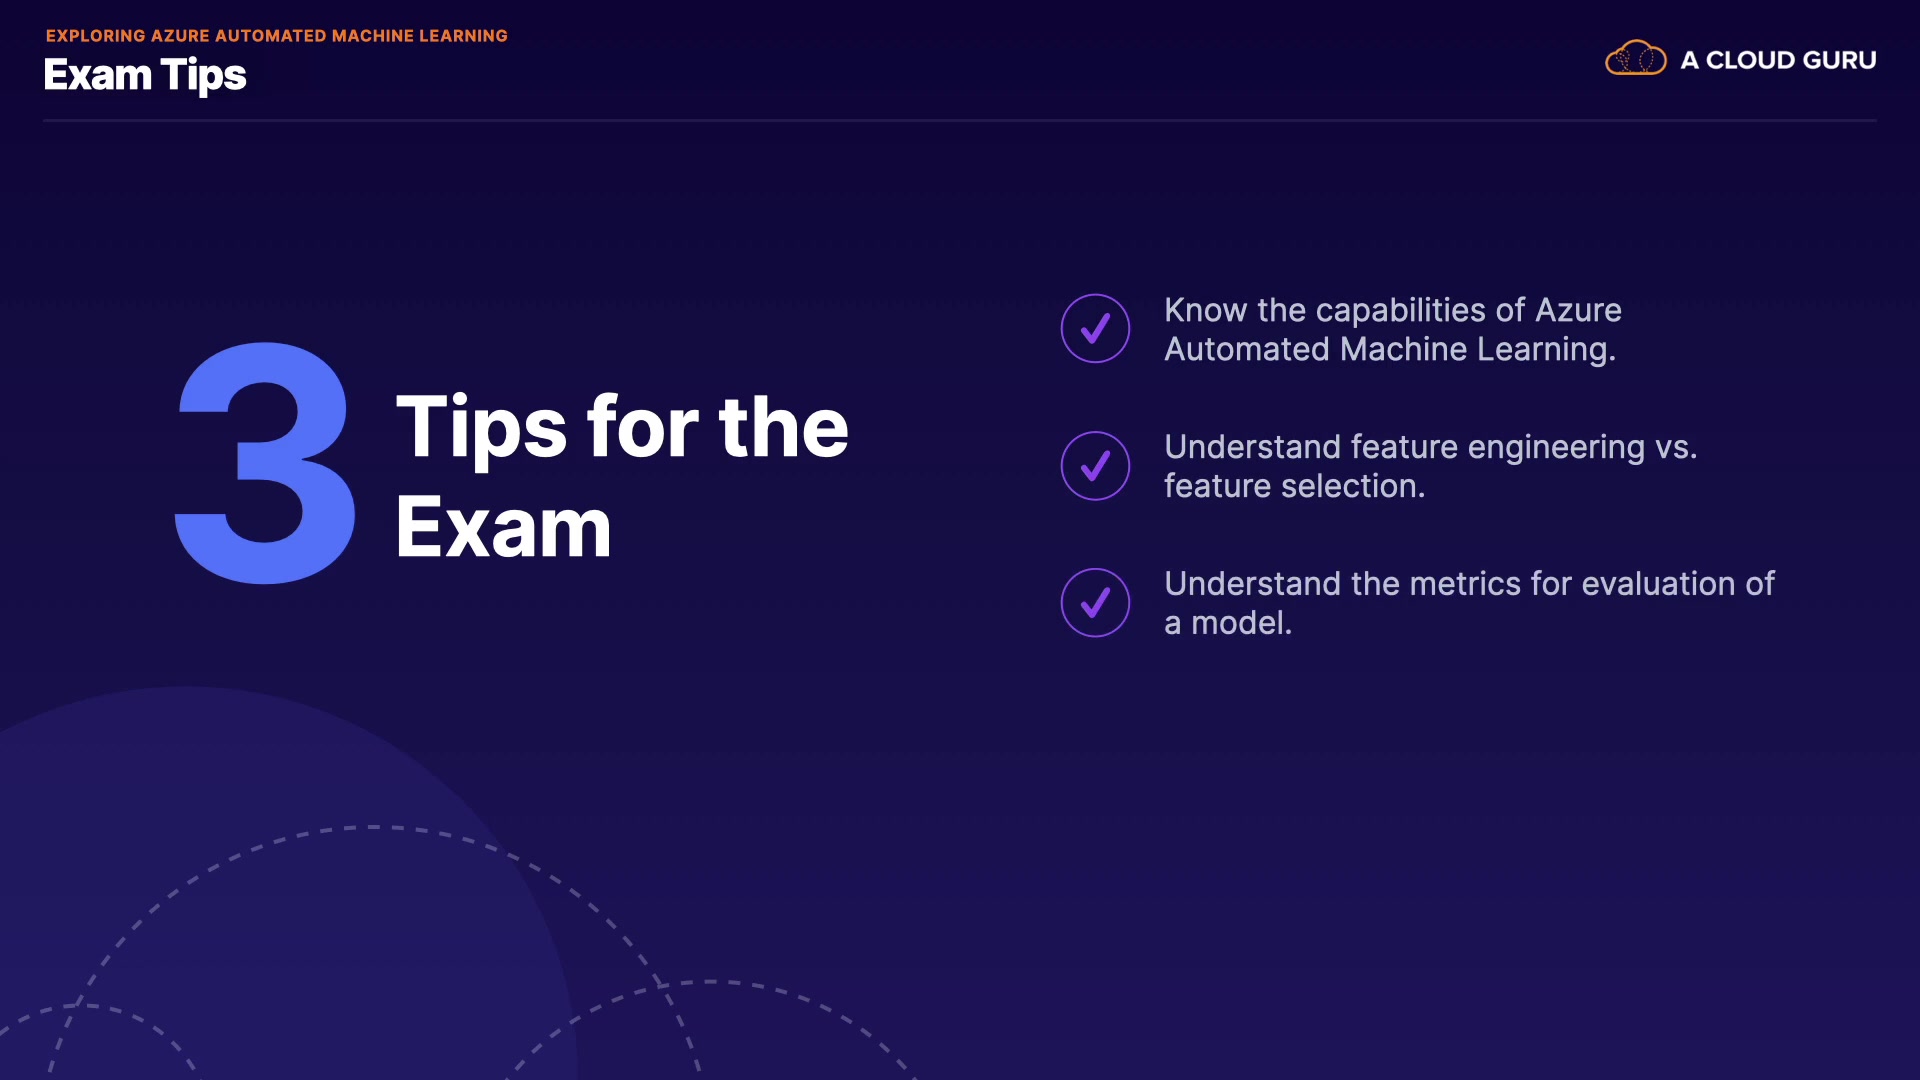 EXPLORING AZURE AUTOMATED MACHINE LEARNING
Exam Tips
A CLOUD GURU
3
Tips for the
Exam
Know the capabilities of Azure
Automated Machine Learning.
Understand feature engineering vs.
feature selection.
Understand the metrics for evaluation of
a model.